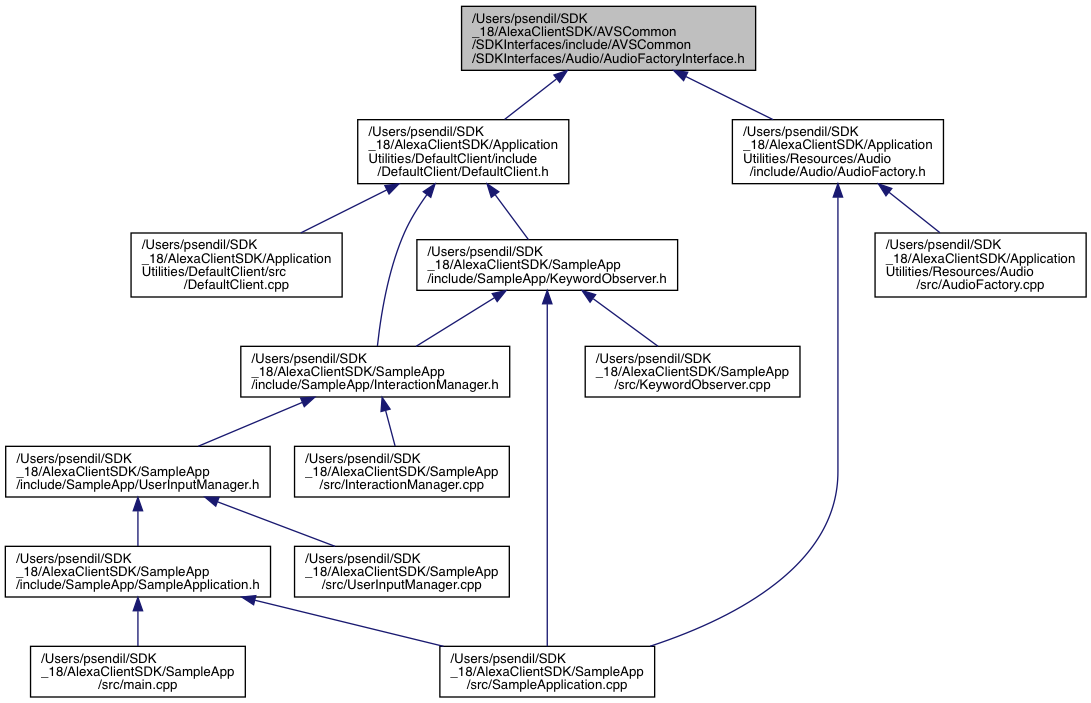 /Users/psendil/SDK
_18/AlexaClientSDK/AVSCommon
/SDKInterfaces/include/AVSCommon
/SDKInterfaces/Audio/AudioFactoryInterface.h
/Users/psendil/SDK
_18/AlexaClientSDK/Application
Utilities/DefaultClient/include
/DefaultClient/DefaultClient.h
/Users/psendil/SDK
_18/AlexaClientSDK/Application
Utilities/Resources/Audio
/include/Audio/AudioFactory.h
/Users/psendil/SDK
_18/AlexaClientSDK/Application
Utilities/DefaultClient/src
/DefaultClient.cpp
/Users/psendil/SDK
_18/AlexaClientSDK/SampleApp
/include/SampleApp/KeywordObserver.h
/Users/psendil/SDK
_18/AlexaClientSDK/Application
Utilities/Resources/Audio
/src/AudioFactory.cpp
/Users/psendil/SDK
_18/AlexaClientSDK/SampleApp
/include/SampleApp/InteractionManager.h
/Users/psendil/SDK
_18/AlexaClientSDK/SampleApp
/src/KeywordObserver.cpp
/Users/psendil/SDK
_18/AlexaClientSDK/SampleApp
/include/SampleApp/UserInputManager.h
/Users/psendil/SDK
_18/AlexaClientSDK/SampleApp
/src/InteractionManager.cpp
/Users/psendil/SDK
_18/AlexaClientSDK/SampleApp
/include/SampleApp/SampleApplication.h
/Users/psendil/SDK
_18/AlexaClientSDK/SampleApp
/src/UserInputManager.cpp
/Users/psendil/SDK
_18/AlexaClientSDK/SampleApp
/src/main.cpp
/Users/psendil/SDK
_18/AlexaClientSDK/SampleApp
/src/SampleApplication.cpp